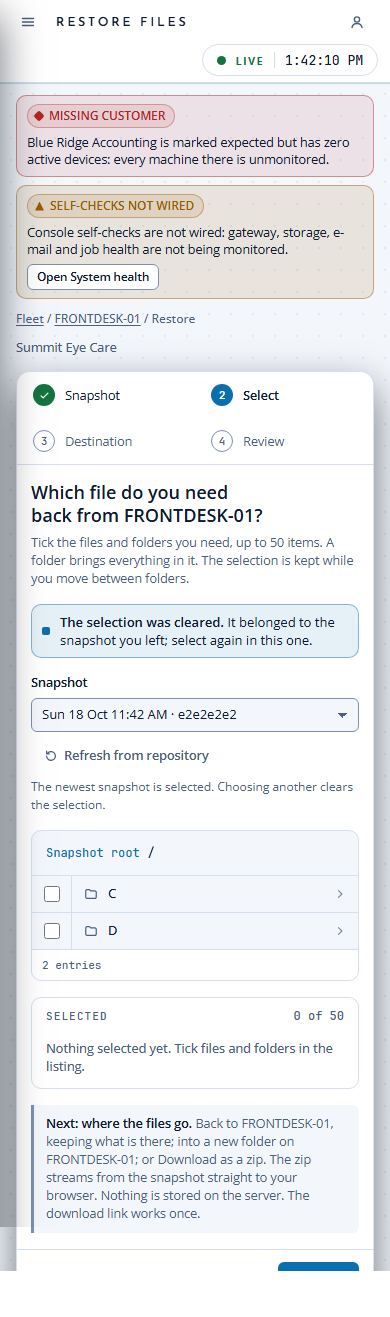 RESTORE FILES
LIVE 1:42:10 PM
MISSING CUSTOMER
Blue Ridge Accounting is marked expected but has zero
active devices: every machine there is unmonitored.
SELF-CHECKS NOT WIRED
Console self-checks are not wired: gateway, storage, e-
mail and job health are not being monitored.
Open System health
Fleet / FRONTDESK-01 / Restore
Summit Eye Care
Snapshot
2 Select
3 Destination
4 Review
Which file do you need
back from FRONTDESK-01?
Tick the files and folders you need, up to 50 items. A
folder brings everything in it. The selection is kept while
you move between folders.
The selection was cleared. It belonged to the
snapshot you left; select again in this one.
Snapshot
Sun 18 Oct 11:42 AM · e2e2e2e2
Refresh from repository
The newest snapshot is selected. Choosing another clears
the selection.
Snapshot root /
C
D
2 entries
SELECTED 0 of 50
Nothing selected yet. Tick files and folders in the
listing.
Next: where the files go. Back to FRONTDESK-01,
keeping what is there; into a new folder on
FRONTDESK-01; or Download as a zip. The zip
streams from the snapshot straight to your
browser. Nothing is stored on the server. The
download link works once.